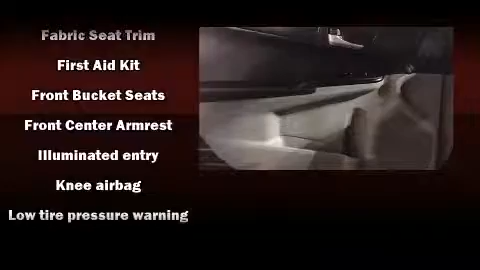 Fabric Seat Trim
First Aid Kit
Front Bucket Seats
Front Center Armrest
Illuminated entry
Knee airbag
Low tire pressure warning